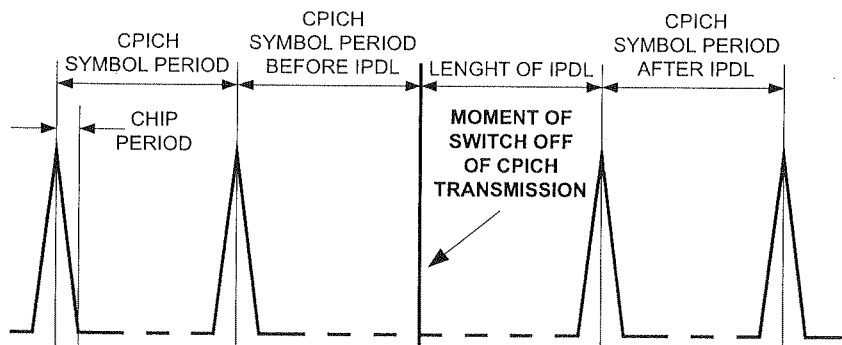 CPICH
SYMBOL PERIOD
CPICH
SYMBOL PERIOD
BEFORE IPDL
LENGHT OF IPDL
CPICH
SYMBOL PERIOD
AFTER IPDL
CHIP
PERIOD
MOMENT OF
SWITCH OFF
OF CPICH
TRANSMISSION